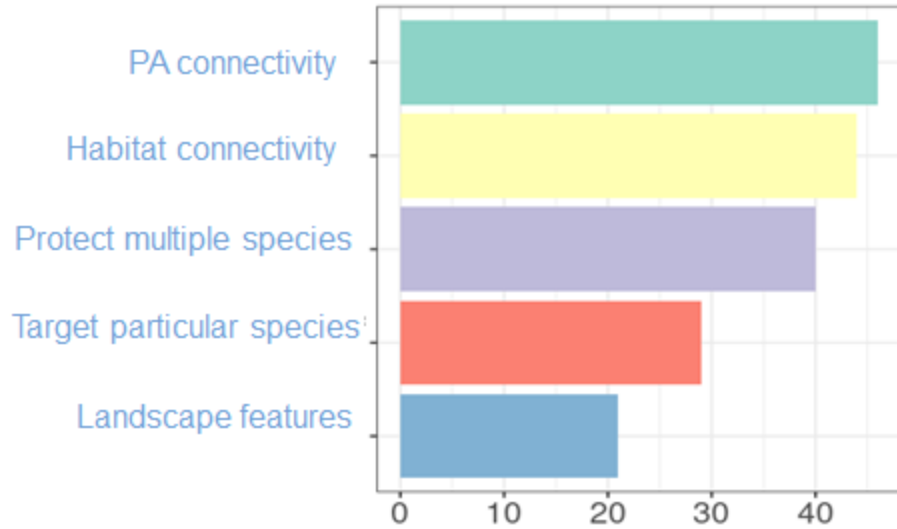 PA connectivity
Habitat connectivity
Protect multiple species
Target particular species
Landscape features
0 10 20 30 40